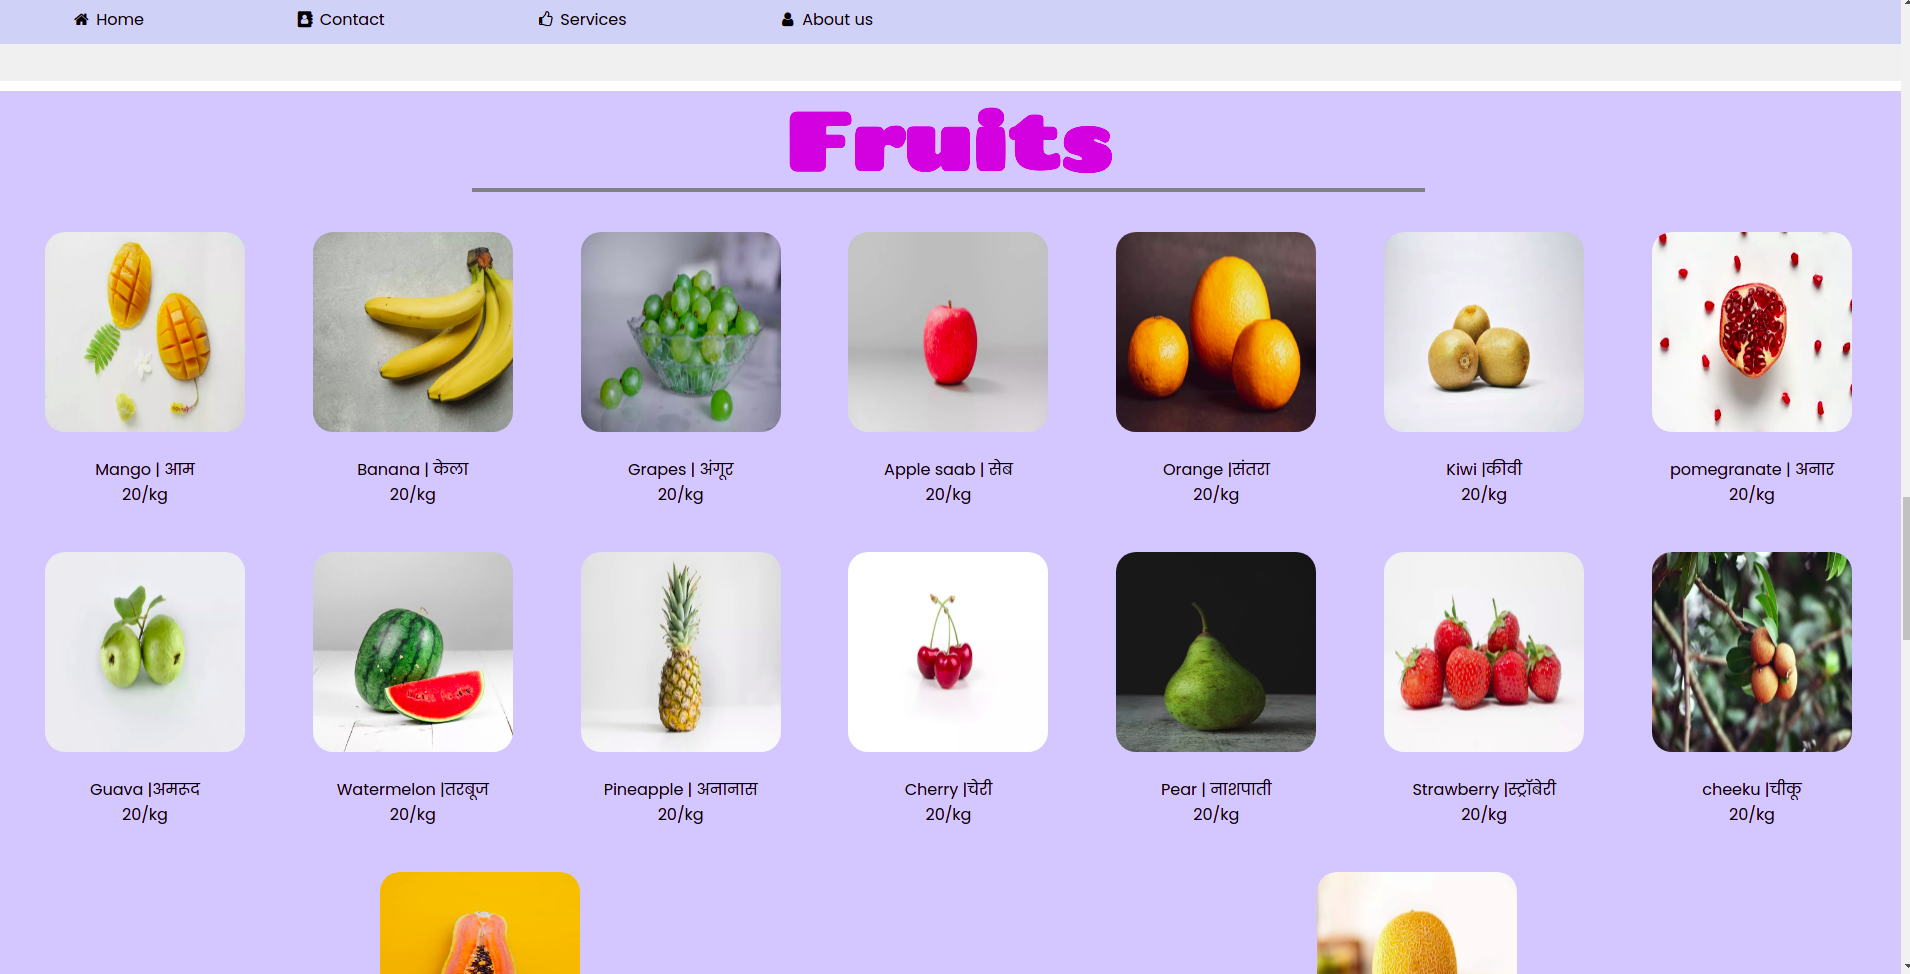 Home Contact Services About us
Fruits
Mango | आम
20/kg
Banana | केला
20/kg
Grapes | अंगूर
20/kg
Apple saab | सेब
20/kg
Orange |संतरा
20/kg
Kiwi |कीवी
20/kg
pomegranate | अनार
20/kg
Guava |अमरूद
20/kg
Watermelon |तरबूज
20/kg
Pineapple | अनानास
20/kg
Cherry |चेरी
20/kg
Pear | नाशपाती
20/kg
Strawberry |स्ट्रॉबेरी
20/kg
cheeku |चीकू
20/kg